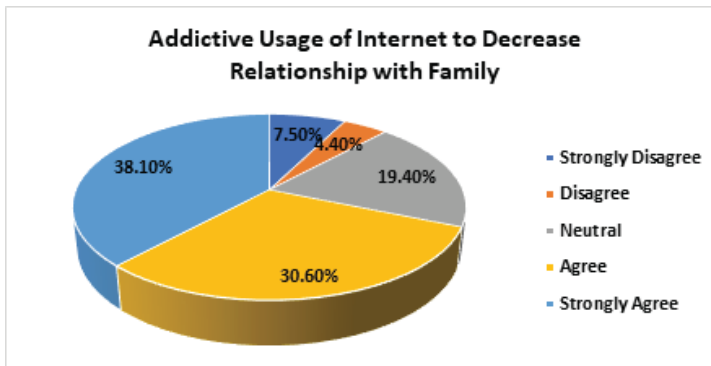 Addictive Usage of Internet to Decrease
Relationship with Family
7.50%
4.40%
19.40%
30.60%
38.10%
Strongly Disagree
Disagree
Neutral
Agree
Strongly Agree